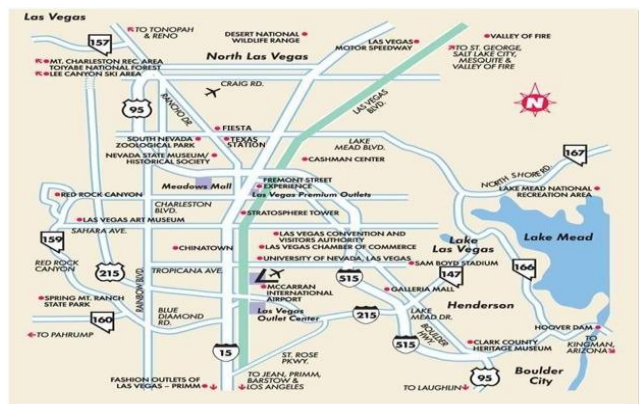 Las Vegas
TO TONOPAH
& RENO
DESERT NATIONAL
WILDLIFE RANGE
LAS VEGAS
MOTOR SPEEDWAY
VALLEY OF FIRE
TO ST. GEORGE,
SALT LAKE CITY,
MESQUITE &
VALLEY OF FIRE
157
North Las Vegas
MT. CHARLESTON REC. AREA
TOIYABE NATIONAL FOREST
LEE CANYON SKI AREA
CRAIG RD.
95
RANCHO DR.
LAS VEGAS
BLVD.
N
FIESTA
SOUTH NEVADA
ZOOLOGICAL PARK
TEXAS
STATION
LAKE
MEAD BLVD.
NEVADA STATE MUSEUM/
HISTORICAL SOCIETY
CASHMAN CENTER
167
NORTH SHORE RD.
Meadows Mall
FREMONT STREET
EXPERIENCE
LAKE MEAD NATIONAL
RECREATION AREA
RED ROCK CANYON
Las Vegas Premium Outlets
CHARLESTON
BLVD.
STRATOSPHERE TOWER
LAS VEGAS ART MUSEUM
SAHARA AVE.
LAS VEGAS CONVENTION AND
VISITORS AUTHORITY
Lake
Las Vegas
Lake Mead
159
CHINATOWN
LAS VEGAS CHAMBER OF COMMERCE
UNIVERSITY OF NEVADA, LAS VEGAS
SAM BOYD STADIUM
RED ROCK
CANYON
215
RAINBOW BLVD.
TROPICANA AVE.
515
147
166
MCCARRAN
INTERNATIONAL
AIRPORT
GALLERIA MALL
SPRING MT. RANCH
STATE PARK
Henderson
160
BLUE
DIAMOND
RD.
Las Vegas
Outlet Center
215
LAKE
MEAD DR.
BOULDER
HWY.
HOOVER DAM
TO PAHRUMP
515
CLARK COUNTY
HERITAGE MUSEUM
TO
KINGMAN,
ARIZONA
15
ST. ROSE
PKWY.
Boulder
City
FASHION OUTLETS OF
LAS VEGAS – PRIMM
TO JEAN, PRIMM,
BARSTOW &
LOS ANGELES
TO LAUGHLIN
95